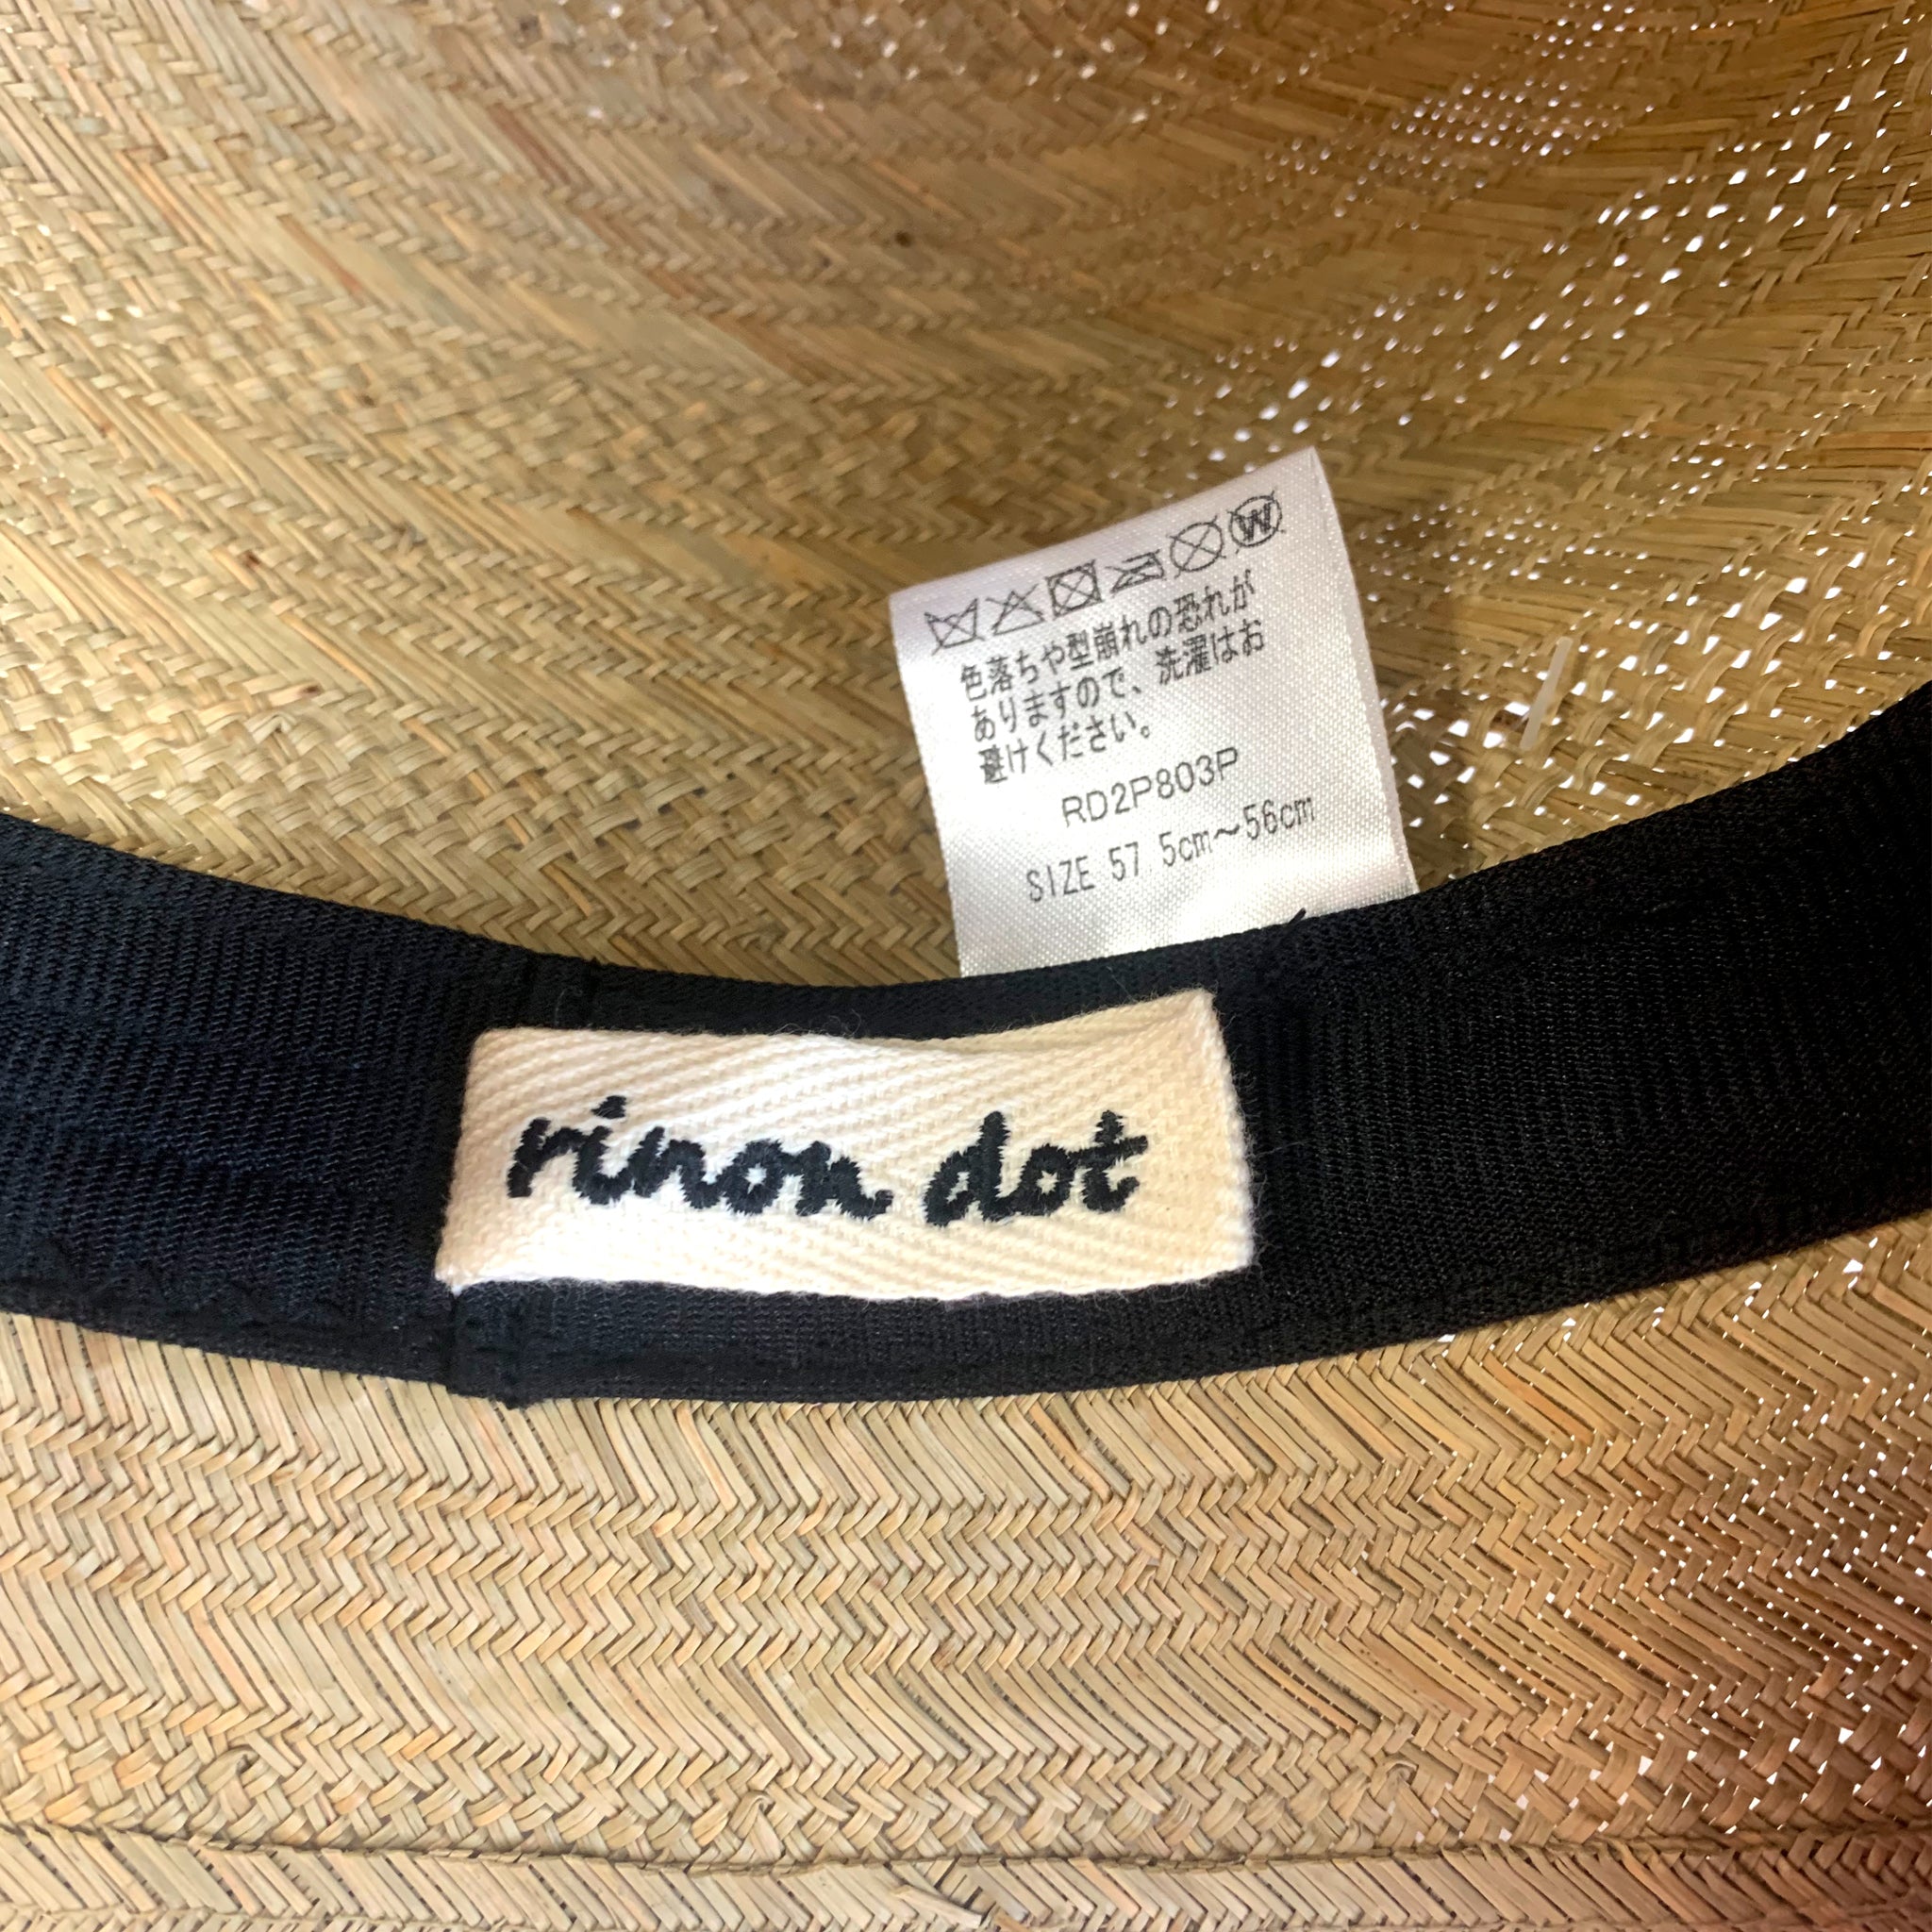 W
色落ちや型崩れの恐れが
ありますので、洗濯はお
避けください。
RD2P803P
SIZE 57.5cm～56cm
rinon dot